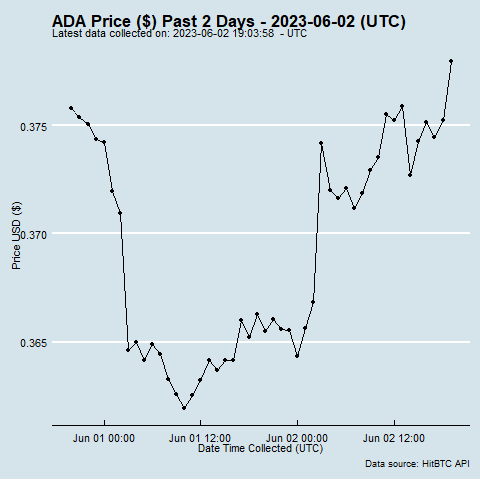 ADA Price ($) Past 2 Days - 2023-06-02 (UTC)
Latest data collected on: 2023-06-02 19:03:58  - UTC
0.375
0.370
0.365
Price USD ($)
Jun 01 00:00
Jun 01 12:00
Jun 02 00:00
Jun 02 12:00
Date Time Collected (UTC)
Data source: HitBTC API